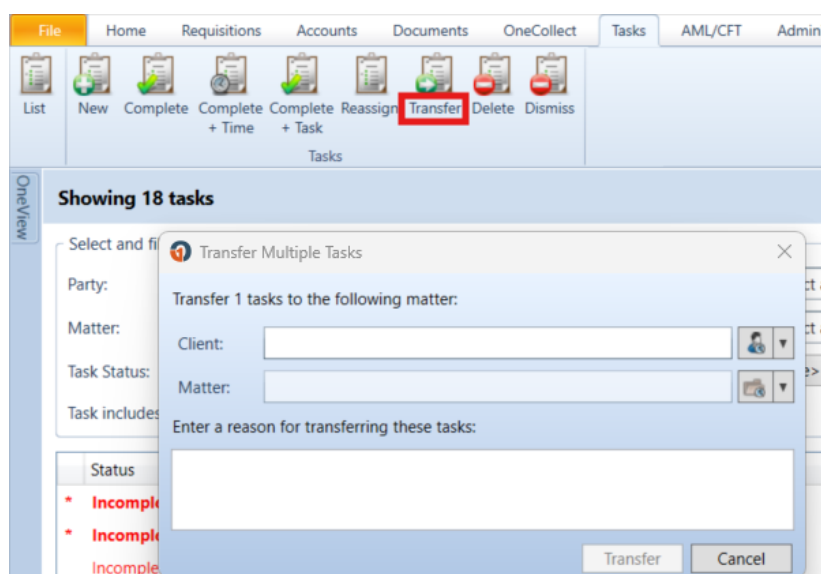 File Home Requisitions Accounts Documents OneCollect Tasks AML/CFT Admin
List New Complete Complete + Time Complete + Task Reassign Transfer Delete Dismiss
Tasks
OneView
Showing 18 tasks
Select and fi
Transfer Multiple Tasks
Party:
Transfer 1 tasks to the following matter:
Matter:
Client:
Task Status:
Matter:
Task includes
Enter a reason for transferring these tasks:
Status
* Incomple
* Incomple
Incomple
Transfer Cancel